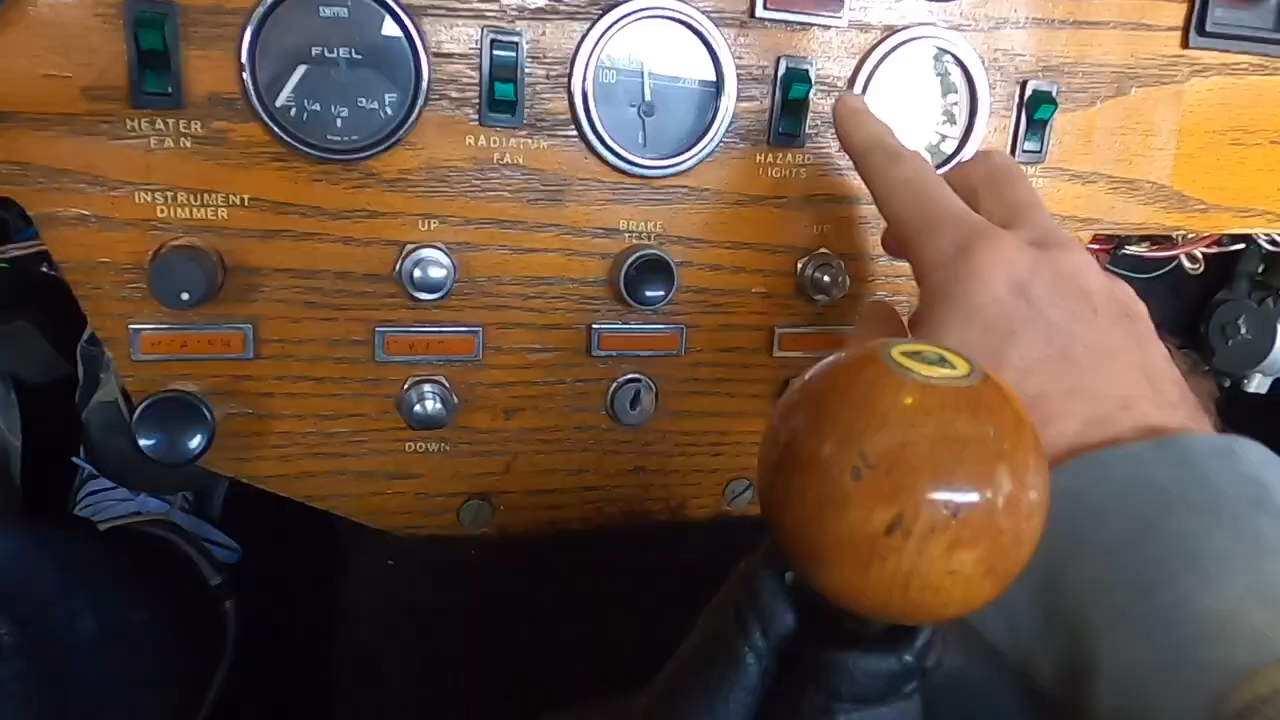 SMITHS
FUEL
E 1/4 1/2 3/4 F
100
HEATER
FAN
RADIATOR
FAN
HAZARD
LIGHTS
INSTRUMENT
DIMMER
UP
BRAKE
TEST
UP
DOWN